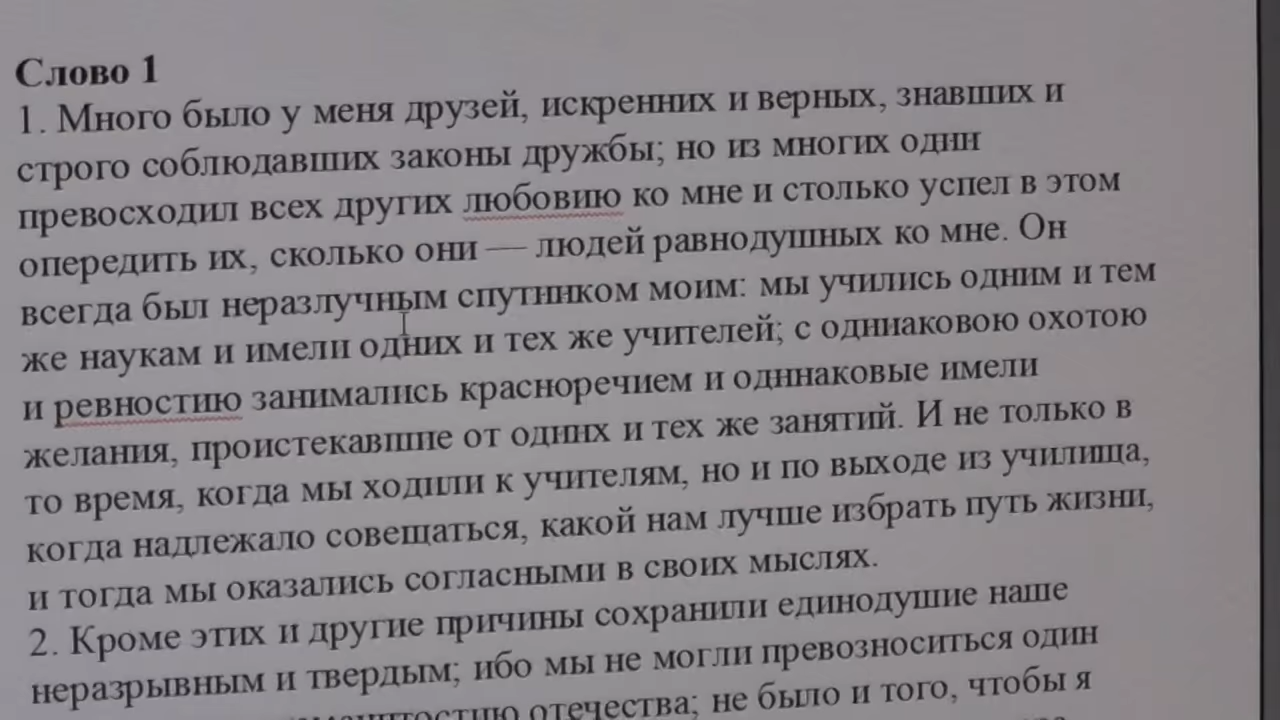 Слово 1
1. Много было у меня друзей, искренних и верных, знавших и
строго соблюдавших законы дружбы; но из многих один
превосходил всех других любовию ко мне и столько успел в этом
опередить их, сколько они — людей равнодушных ко мне. Он
всегда был неразлучным спутником моим: мы учились одним и тем
же наукам и имели одних и тех же учителей; с одинаковою охотою
и ревностию занимались красноречием и одинаковые имели
желания, проистекавшие от одних и тех же занятий. И не только в
то время, когда мы ходили к учителям, но и по выходе из училища,
когда надлежало совещаться, какой нам лучше избрать путь жизни,
и тогда мы оказались согласными в своих мыслях.
2. Кроме этих и другие причины сохранили единодушие наше
неразрывным и твердым; ибо мы не могли превозноситься один
отечества; не было и того, чтобы я